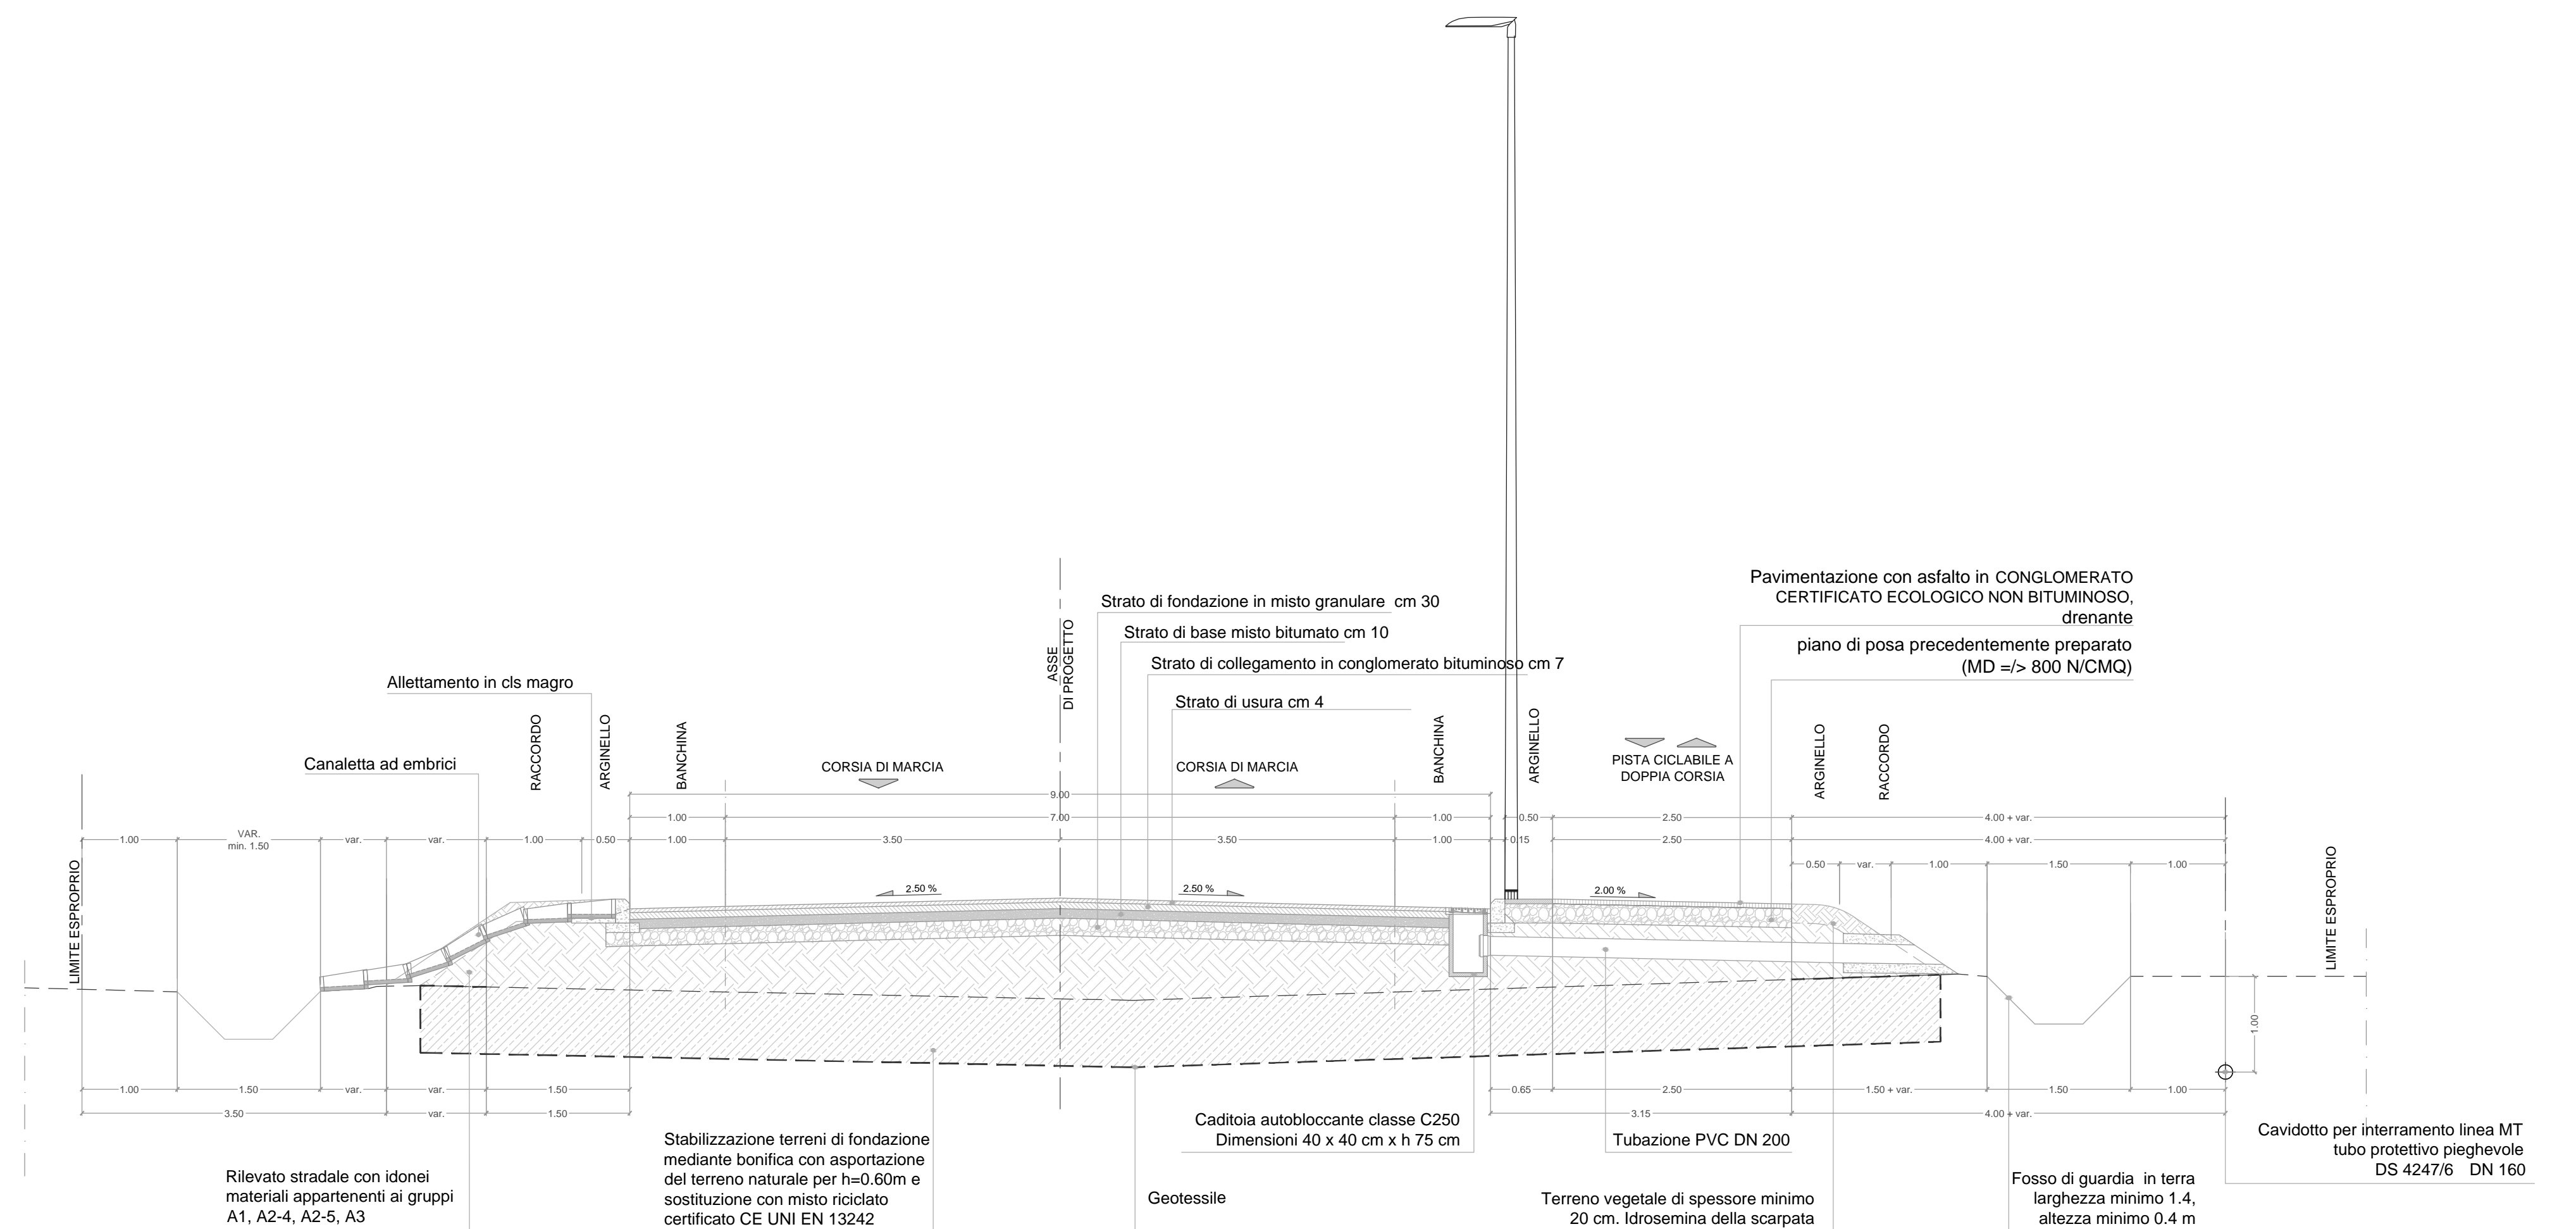 Strato di fondazione in misto granulare cm 30
Strato di base misto bitumato cm 10
Strato di collegamento in conglomerato bituminoso cm 7
Strato di usura cm 4
Pavimentazione con asfalto in CONGLOMERATO
CERTIFICATO ECOLOGICO NON BITUMINOSO,
drenante
piano di posa precedentemente preparato
(MD =/> 800 N/CMQ)
Allettamento in cls magro
Canaletta ad embrici
ASSE
DI PROGETTO
RACCORDO
ARGINELLO
BANCHINA
CORSIA DI MARCIA
CORSIA DI MARCIA
BANCHINA
ARGINELLO
PISTA CICLABILE A
DOPPIA CORSIA
ARGINELLO
RACCORDO
LIMITE ESPROPRIO
LIMITE ESPROPRIO
9.00
1.00 7.00 1.00 0.50 2.50 4.00 + var.
1.00 VAR. var. var. 1.00 0.50 1.00 3.50 3.50 1.00 0.15 2.50 4.00 + var.
min. 1.50
0.50 var. 1.00 1.50 1.00
2.50 % 2.50 % 2.00 %
1.00
1.00 1.50 var. var. 1.50 0.65 2.50 1.50 + var. 1.50 1.00
3.50 var. 1.50 3.15 4.00 + var.
Rilevato stradale con idonei
materiali appartenenti ai gruppi
A1, A2-4, A2-5, A3
Stabilizzazione terreni di fondazione
mediante bonifica con asportazione
del terreno naturale per h=0.60m e
sostituzione con misto riciclato
certificato CE UNI EN 13242
Geotessile
Caditoia autobloccante classe C250
Dimensioni 40 x 40 cm x h 75 cm
Tubazione PVC DN 200
Terreno vegetale di spessore minimo
20 cm. Idrosemina della scarpata
Fosso di guardia in terra
larghezza minimo 1.4,
altezza minimo 0.4 m
Cavidotto per interramento linea MT
tubo protettivo pieghevole
DS 4247/6 DN 160